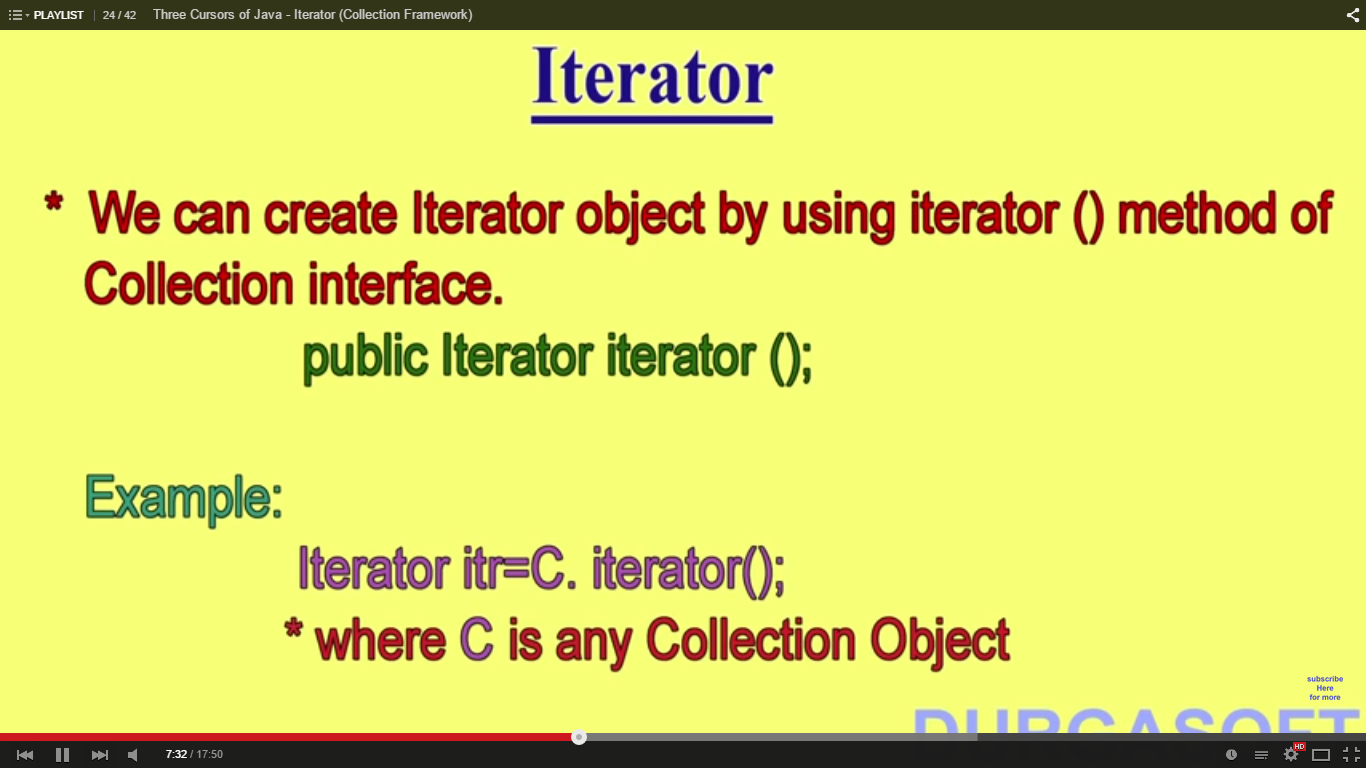 PLAYLIST | 24 / 42 Three Cursors of Java - Iterator (Collection Framework)
Iterator
* We can create Iterator object by using iterator () method of
Collection interface.
public Iterator iterator ();
Example:
Iterator itr=C. iterator();
* where C is any Collection Object
subscribe
Here
for more
DURGASOFT
7:32 / 17:50
HD